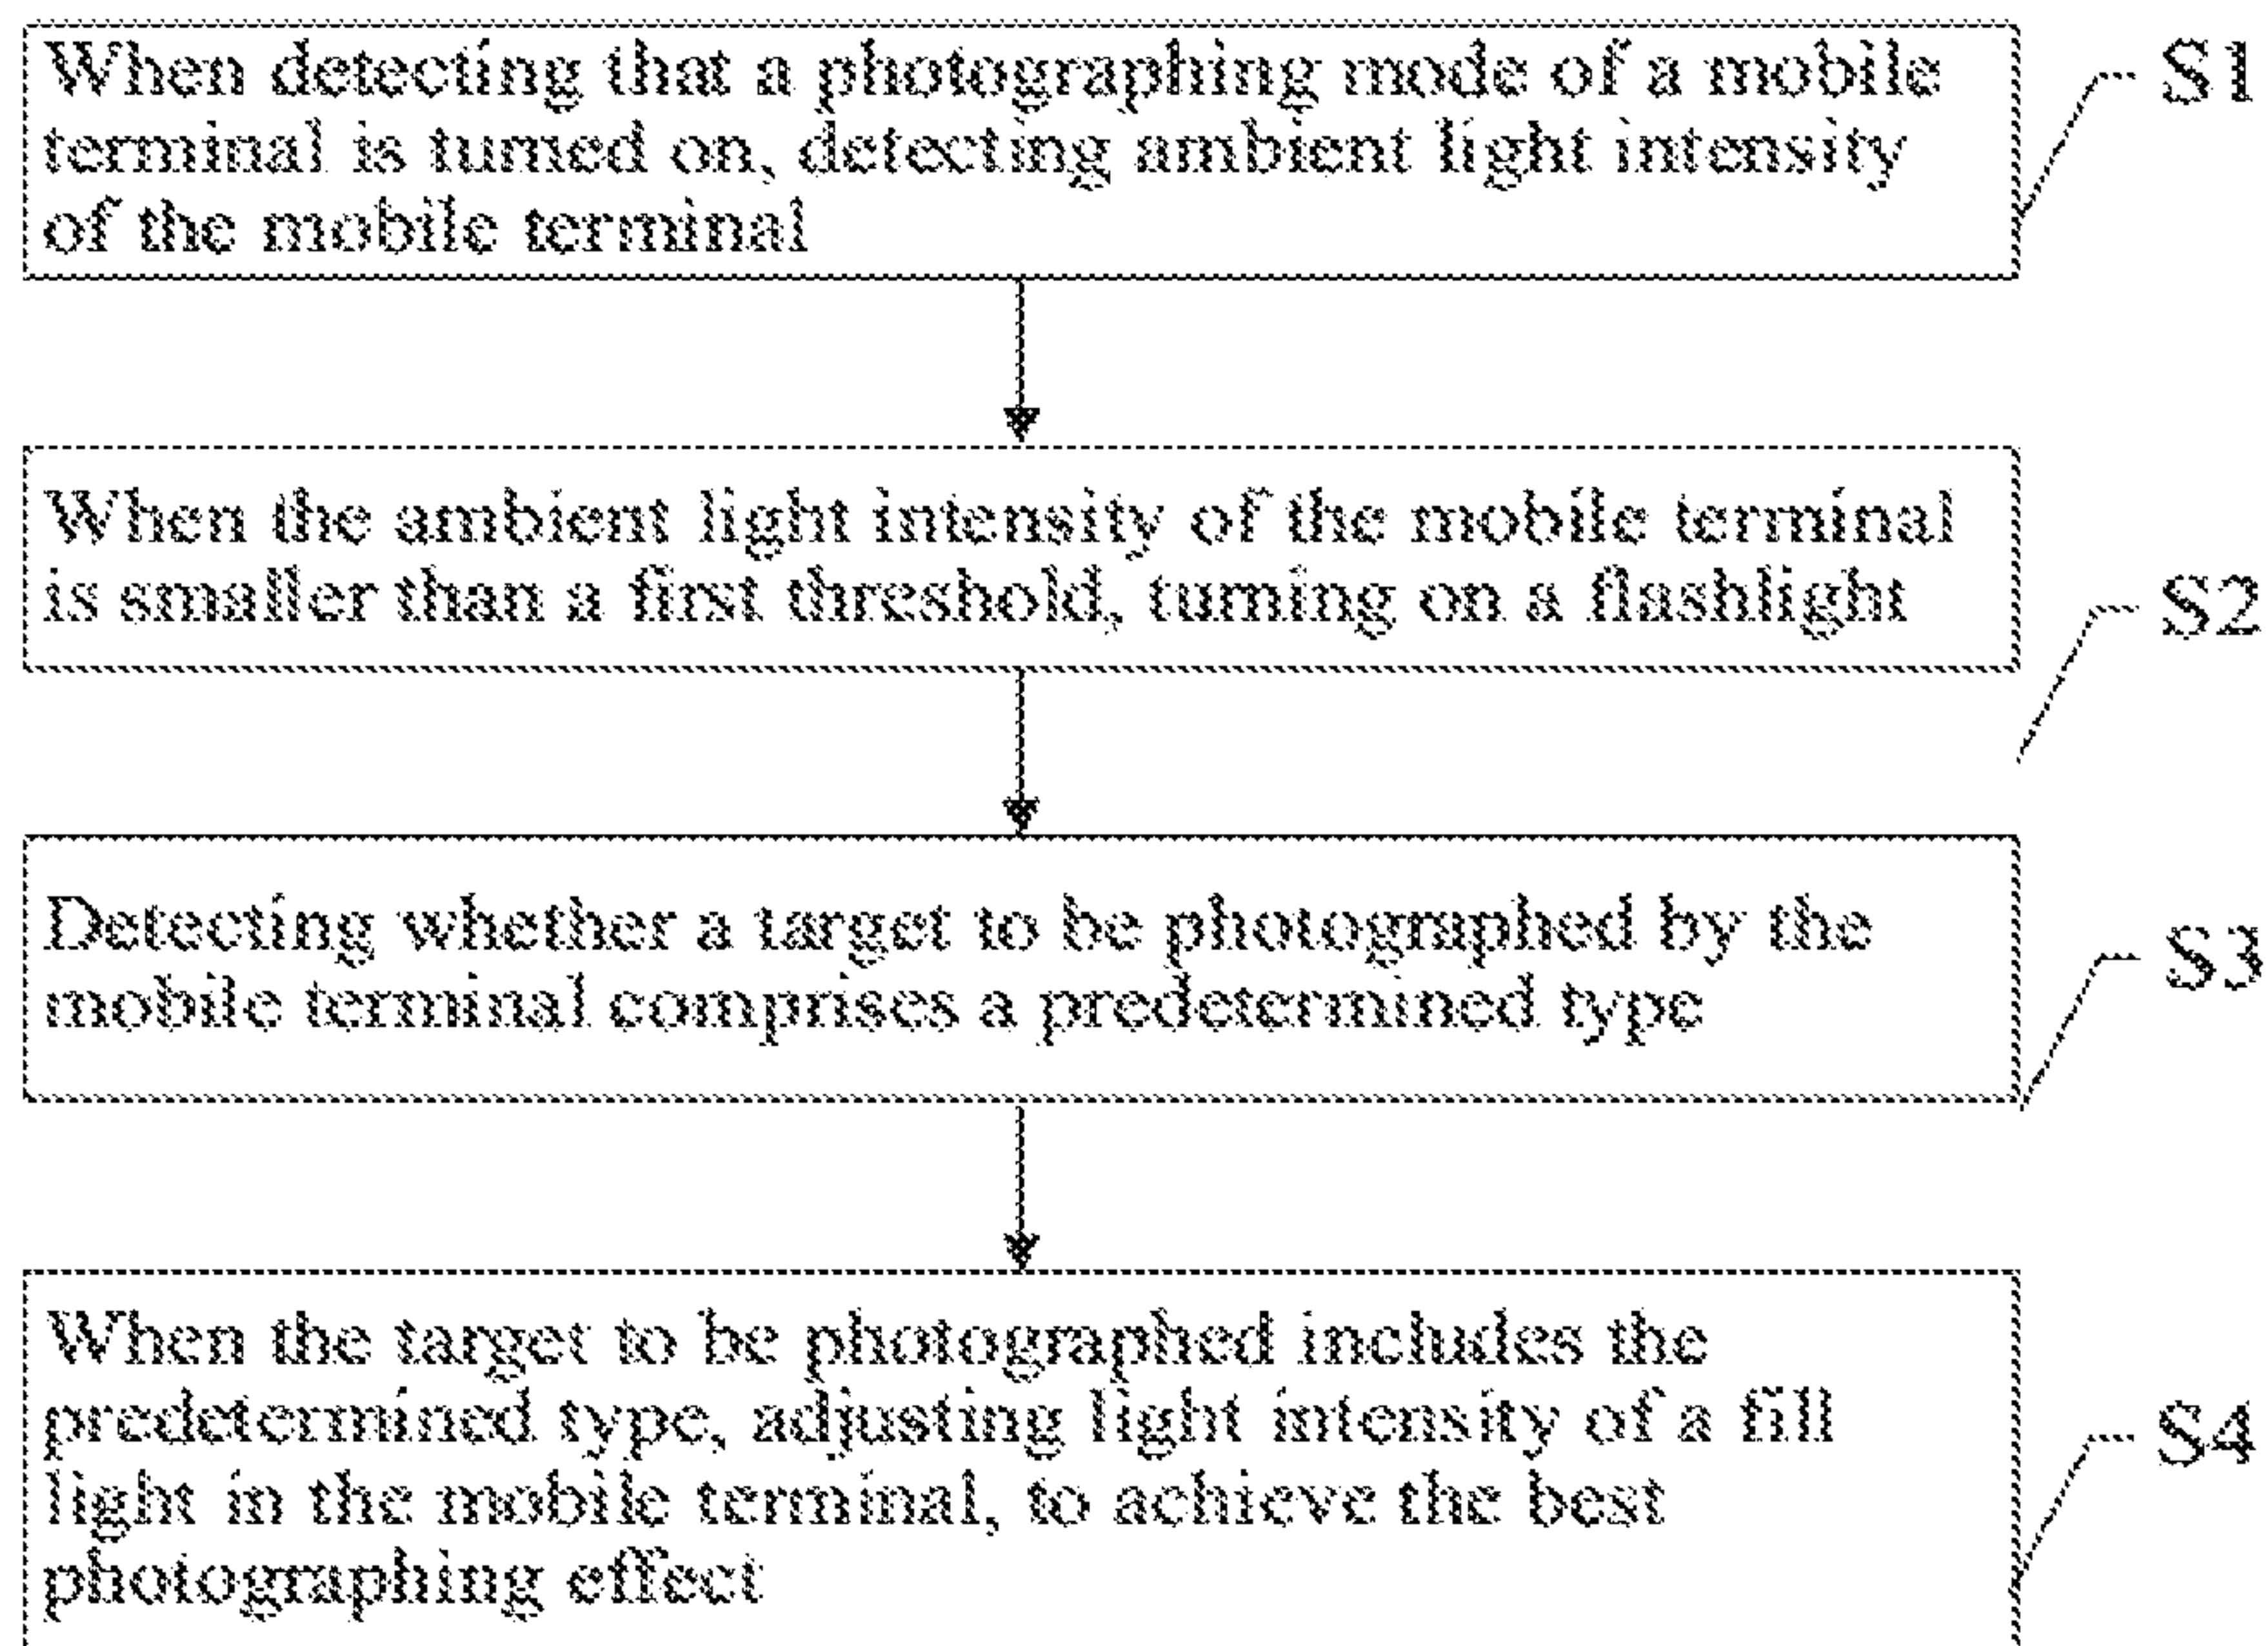 When detecting that a photographing mode of a mobile
terminal is turned on, detecting ambient light intensity
of the mobile terminal
S1
When the ambient light intensity of the mobile terminal
is smaller than a first threshold, turning on a flashlight
S2
Detecting whether a target to be photographed by the
mobile terminal comprises a predetermined type
S3
When the target to be photographed includes the
predetermined type, adjusting light intensity of a fill
light in the mobile terminal, to achieve the best
photographing effect
S4